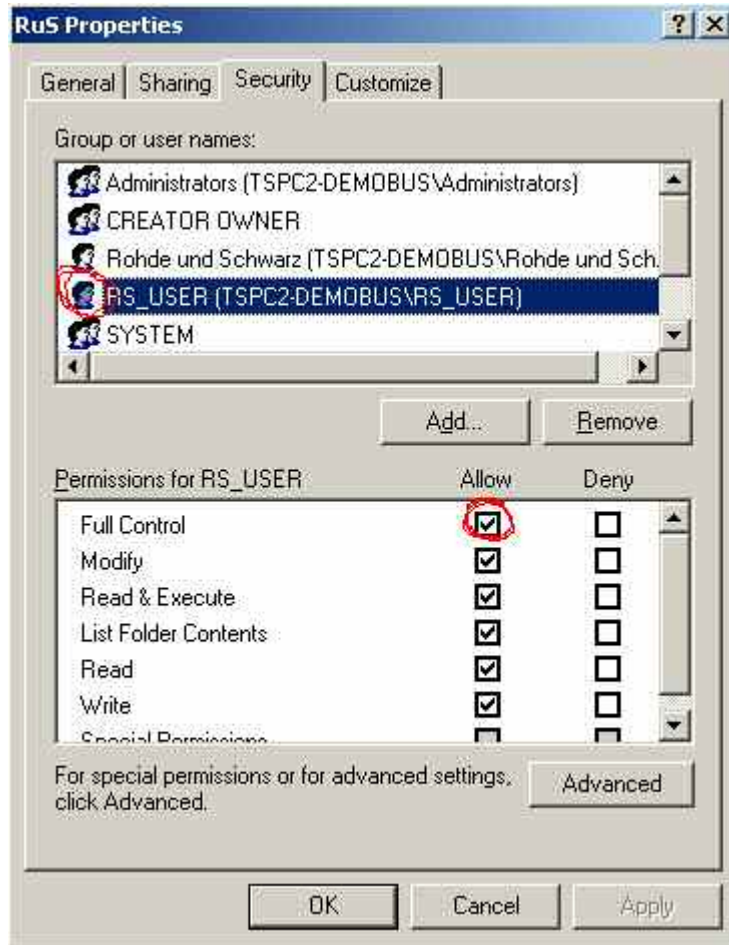 RuS Properties
General Sharing Security Customize
Group or user names:
Administrators (TSPC2-DEMOBUS\Administrators)
CREATOR OWNER
Rohde und Schwarz (TSPC2-DEMOBUS\Rohde und Sch
RS_USER (TSPC2-DEMOBUS\RS_USER)
SYSTEM
Add... Remove
Permissions for RS_USER Allow Deny
Full Control
Modify
Read & Execute
List Folder Contents
Read
Write
Special Permissions
For special permissions or for advanced settings, Advanced
click Advanced.
OK Cancel Apply